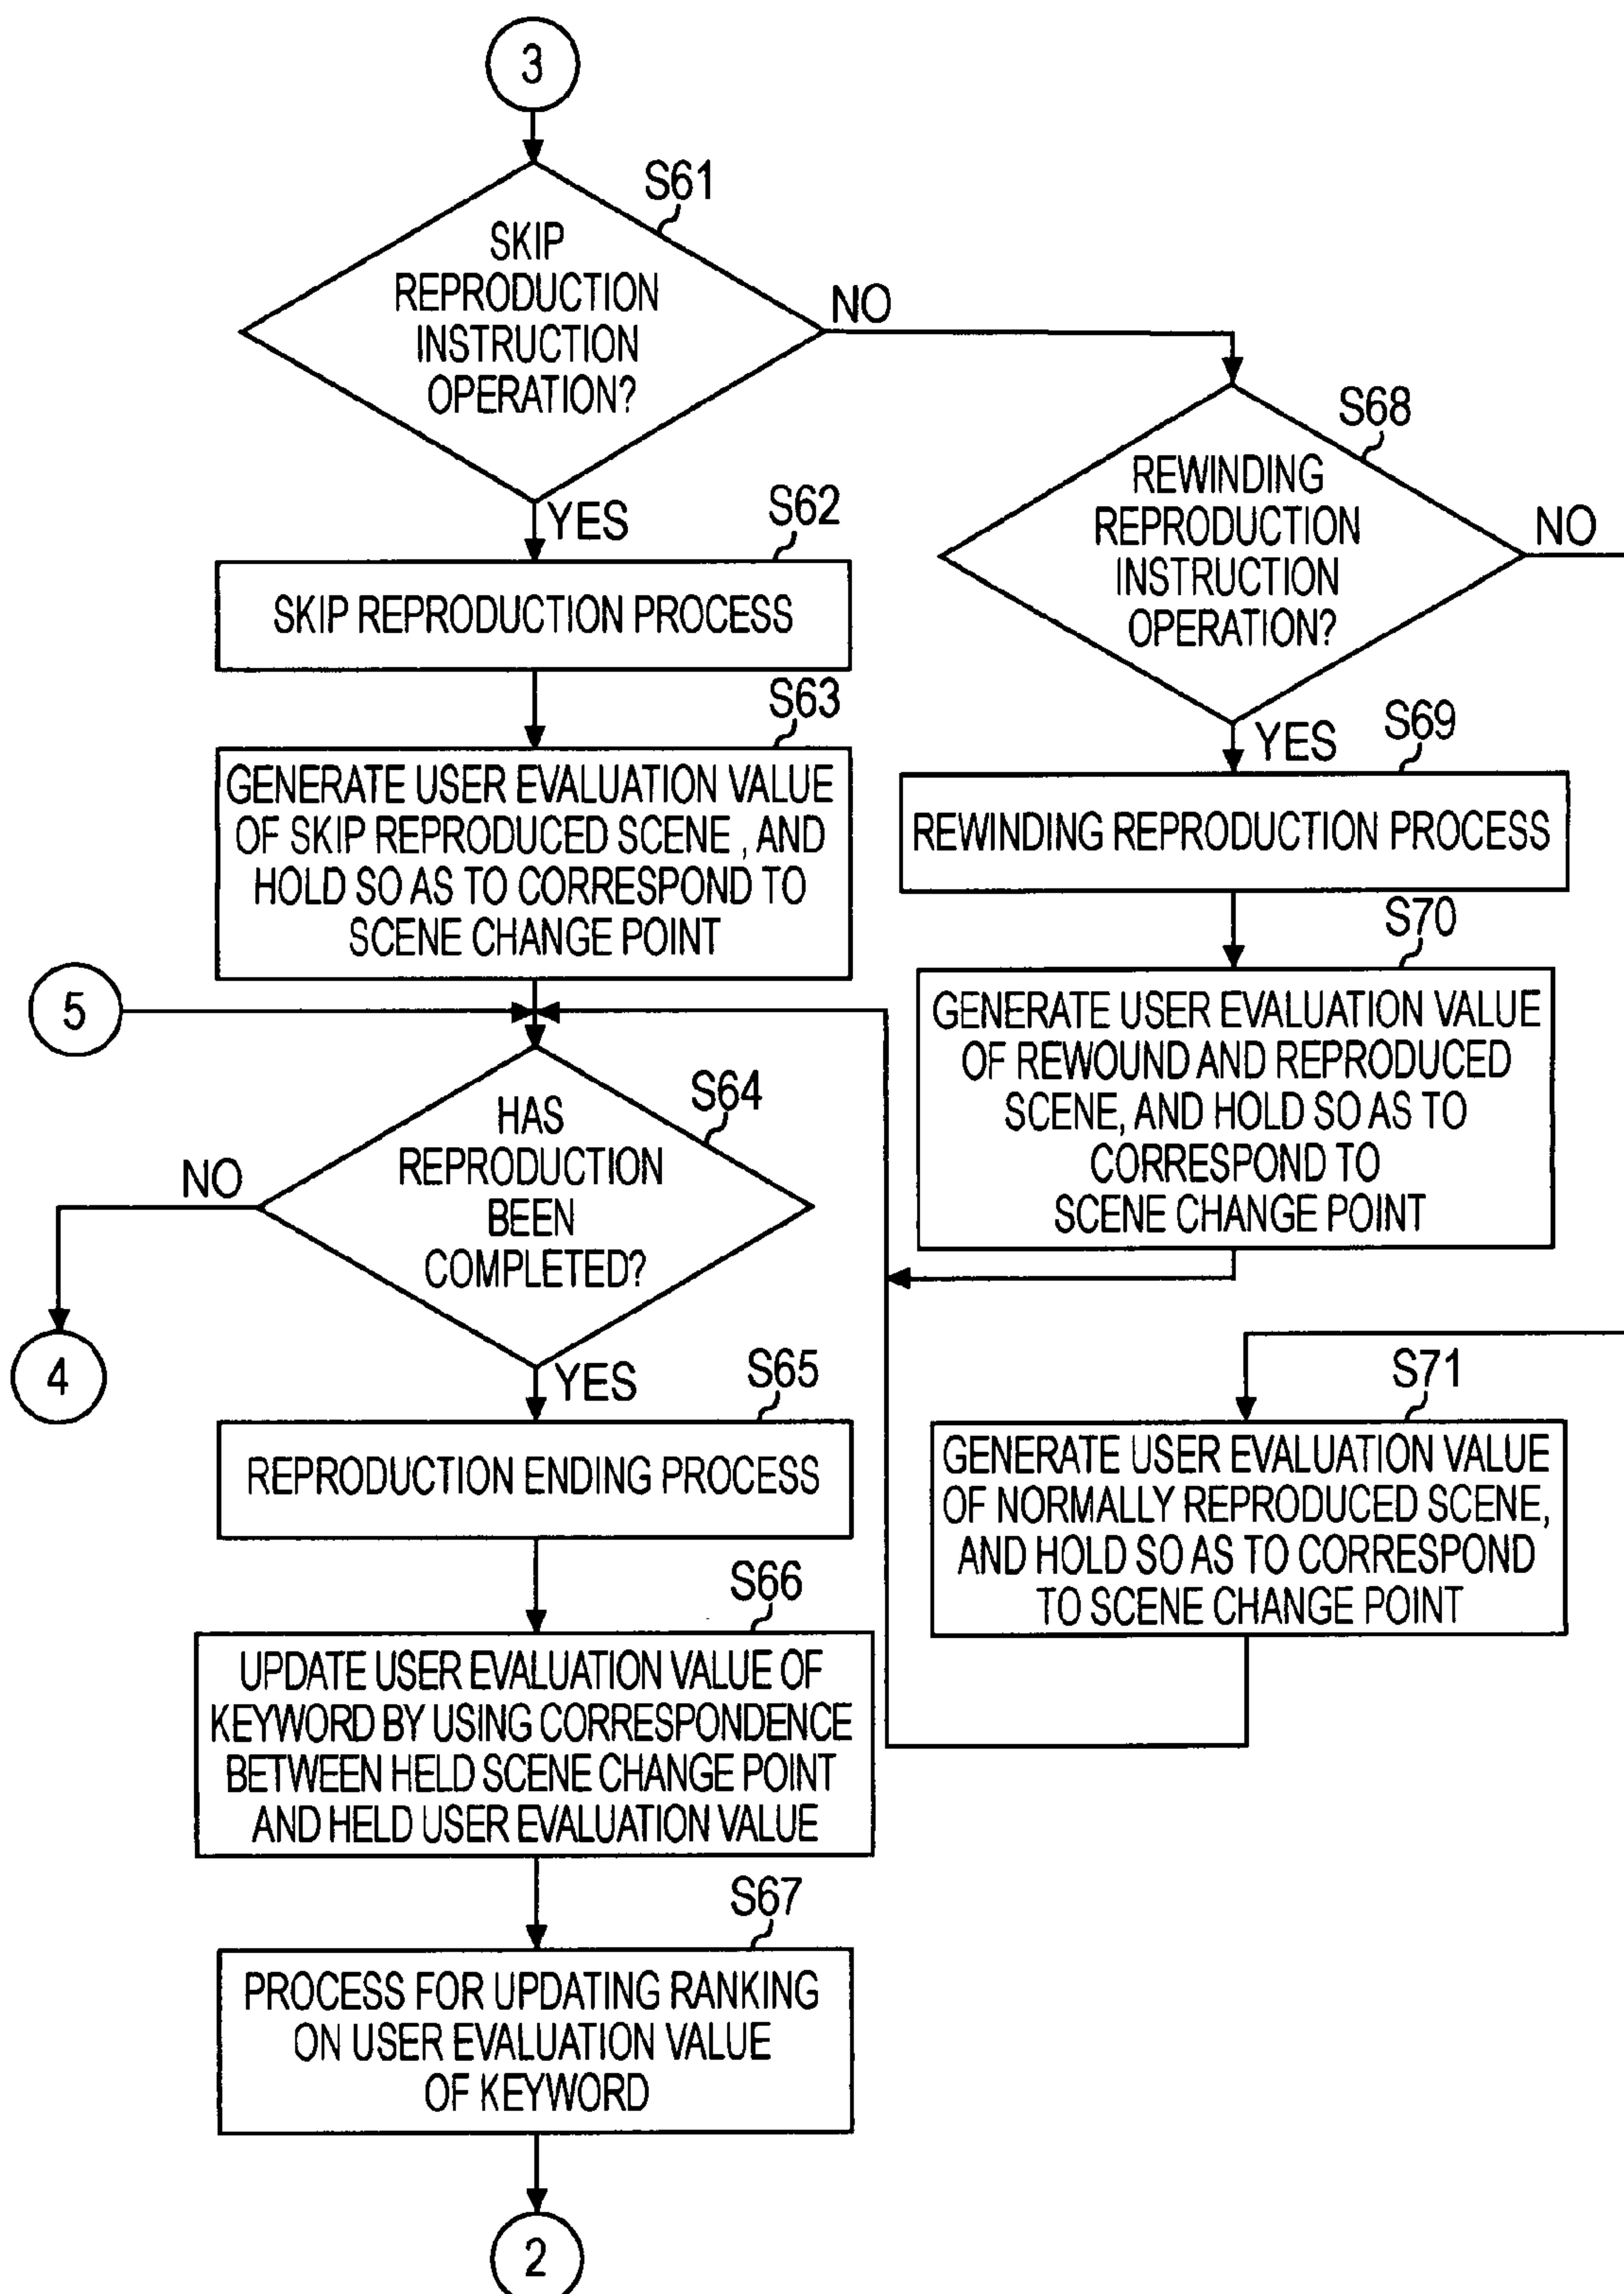 3
S61
SKIP
REPRODUCTION
INSTRUCTION
OPERATION?
NO
YES
S62
SKIP REPRODUCTION PROCESS
S63
GENERATE USER EVALUATION VALUE
OF SKIP REPRODUCED SCENE , AND
HOLD SO AS TO CORRESPOND TO
SCENE CHANGE POINT
5
S64
HAS
REPRODUCTION
BEEN
COMPLETED?
NO
4
YES
S65
REPRODUCTION ENDING PROCESS
S66
UPDATE USER EVALUATION VALUE OF
KEYWORD BY USING CORRESPONDENCE
BETWEEN HELD SCENE CHANGE POINT
AND HELD USER EVALUATION VALUE
S67
PROCESS FOR UPDATING RANKING
ON USER EVALUATION VALUE
OF KEYWORD
2
S68
REWINDING
REPRODUCTION
INSTRUCTION
OPERATION?
NO
YES
S69
REWINDING REPRODUCTION PROCESS
S70
GENERATE USER EVALUATION VALUE
OF REWOUND AND REPRODUCED
SCENE, AND HOLD SO AS TO
CORRESPOND TO
SCENE CHANGE POINT
S71
GENERATE USER EVALUATION VALUE
OF NORMALLY REPRODUCED SCENE,
AND HOLD SO AS TO CORRESPOND
TO SCENE CHANGE POINT